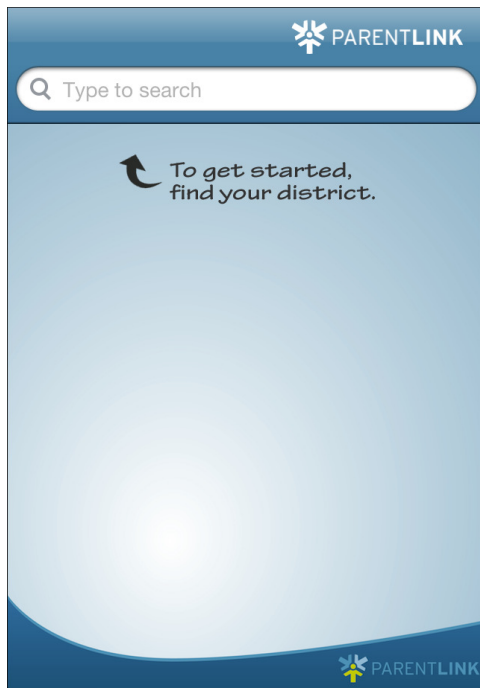 PARENTLINK
Type to search
To get started,
find your district.
PARENTLINK